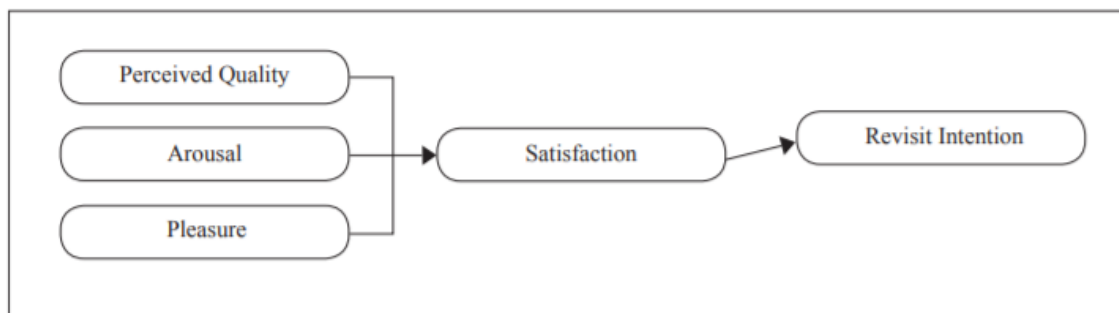 Perceived Quality
Arousal
Pleasure
Satisfaction
Revisit Intention